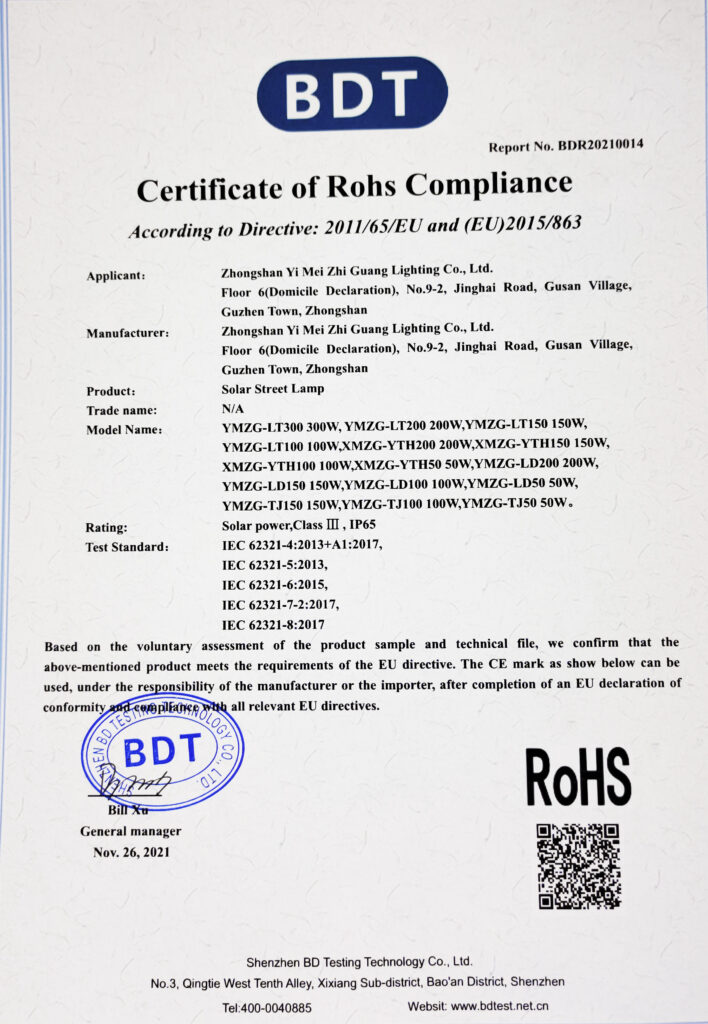 BDT
Report No. BDR20210014
Certificate of Rohs Compliance
According to Directive: 2011/65/EU and (EU)2015/863
Applicant: Zhongshan Yi Mei Zhi Guang Lighting Co., Ltd.
Floor 6(Domicile Declaration), No.9-2, Jinghai Road, Gusan Village,
Guzhen Town, Zhongshan
Manufacturer: Zhongshan Yi Mei Zhi Guang Lighting Co., Ltd.
Floor 6(Domicile Declaration), No.9-2, Jinghai Road, Gusan Village,
Guzhen Town, Zhongshan
Product: Solar Street Lamp
Trade name: N/A
Model Name: YMZG-LT300 300W, YMZG-LT200 200W,YMZG-LT150 150W,
YMZG-LT100 100W,XMZG-YTH200 200W,XMZG-YTH150 150W,
XMZG-YTH100 100W,XMZG-YTH50 50W,YMZG-LD200 200W,
YMZG-LD150 150W,YMZG-LD100 100W,YMZG-LD50 50W,
YMZG-TJ150 150W,YMZG-TJ100 100W,YMZG-TJ50 50W。
Rating: Solar power,Class Ⅲ , IP65
Test Standard: IEC 62321-4:2013+A1:2017,
IEC 62321-5:2013,
IEC 62321-6:2015,
IEC 62321-7-2:2017,
IEC 62321-8:2017
Based on the voluntary assessment of the product sample and technical file, we confirm that the
above-mentioned product meets the requirements of the EU directive. The CE mark as show below can be
used, under the responsibility of the manufacturer or the importer, after completion of an EU declaration of
conformity and compliance with all relevant EU directives.
SHENZHEN BD TESTING TECHNOLOGY CO., LTD.
BDT
Bill Xu
General manager
Nov. 26, 2021
RoHS
Shenzhen BD Testing Technology Co., Ltd.
No.3, Qingtie West Tenth Alley, Xixiang Sub-district, Bao'an District, Shenzhen
Tel:400-0040885 Websit: www.bdtest.net.cn